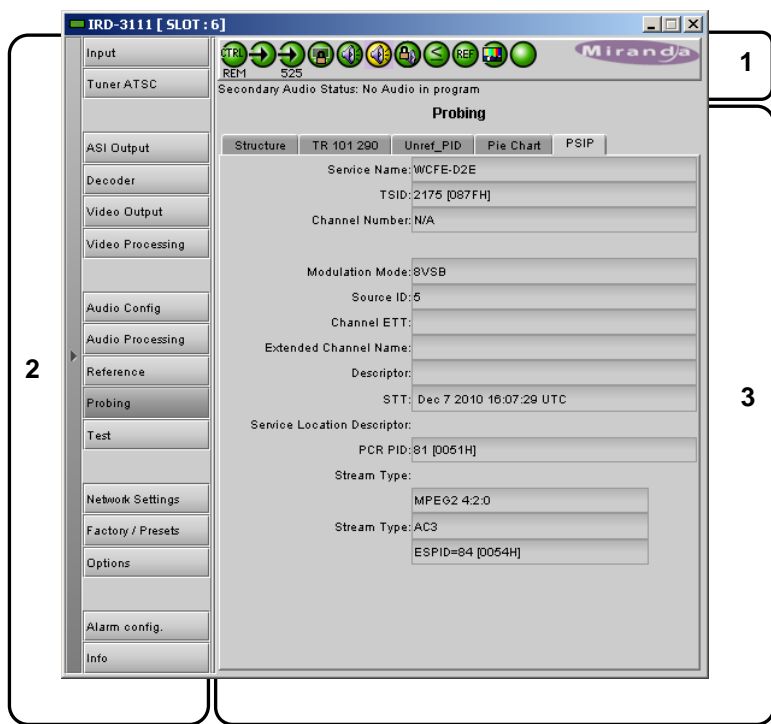 IRD-3111 [ SLOT : 6]
Input
Tuner ATSC
ASI Output
Decoder
Video Output
Video Processing
Audio Config
Audio Processing
Reference
Probing
Test
Network Settings
Factory / Presets
Options
Alarm config.
Info
CTRL
REF
REM
525
Miranda
Secondary Audio Status: No Audio in program
Probing
Structure
TR 101 290
Unref_PID
Pie Chart
PSIP
Service Name: WCFE-D2E
TSID: 2175 [087FH]
Channel Number: N/A
Modulation Mode: 8VSB
Source ID: 5
Channel ETT:
Extended Channel Name:
Descriptor:
STT: Dec 7 2010 16:07:29 UTC
Service Location Descriptor:
PCR PID: 81 [0051H]
Stream Type:
MPEG2 4:2:0
Stream Type: AC3
ESPID=84 [0054H]
1
2
3